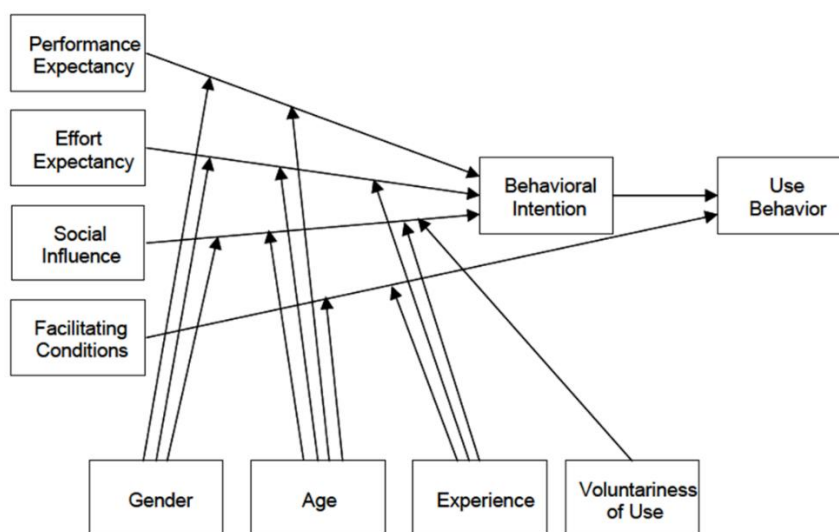 Performance
Expectancy
Effort
Expectancy
Social
Influence
Facilitating
Conditions
Behavioral
Intention
Use
Behavior
Gender
Age
Experience
Voluntariness
of Use